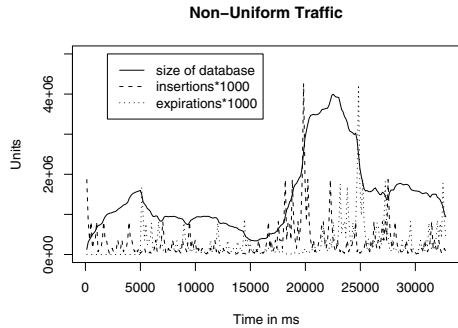 Non−Uniform Traffic
size of database
insertions*1000
expirations*1000
Units
4e+06
2e+06
0e+00
0
5000
10000
15000
20000
25000
30000
Time in ms